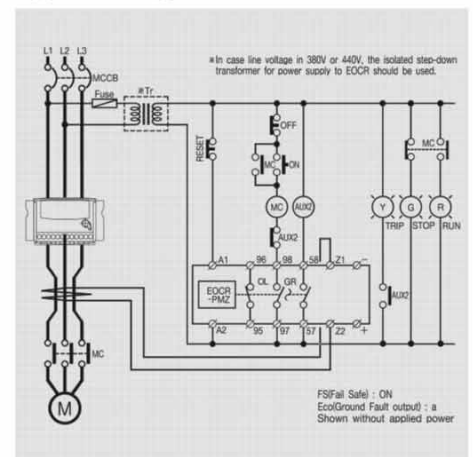 L1 L2 L3
※In case line voltage in 380V or 440V, the isolated step-down
transformer for power supply to EOCR should be used.
MCCB
Fuse
※Tr
RESET
OFF
MC
ON
MC
MC
AUX2
AUX2
Y G R
TRIP STOP RUN
A1 96 98 58 Z1 -
EOCR
-PMZ
OL
GR
AUX2
A2 95 97 57 Z2 +
MC
M
FS(Fail Safe) : ON
Eco(Ground Fault output) : a
Shown without applied power